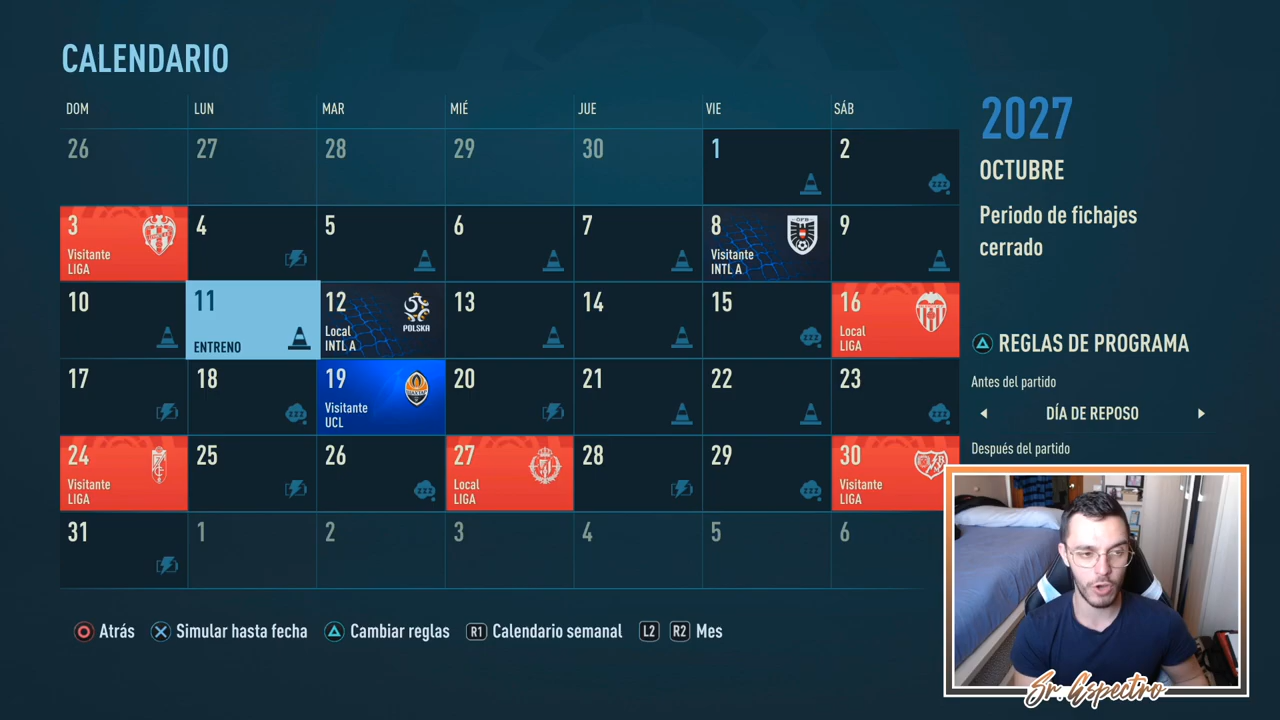 CALENDARIO
DOM LUN MAR MIÉ JUE VIE SÁB
26 27 28 29 30 1 2
3 4 5 6 7 8 9
Visitante
LIGA
ÖFB
Visitante
INTL A
10 11 12 13 14 15 16
ENTRENO
POLSKA
Local
INTL A
Local
LIGA
17 18 19 20 21 22 23
Visitante
UCL
24 25 26 27 28 29 30
Visitante
LIGA
Local
LIGA
Visitante
LIGA
31 1 2 3 4 5 6
2027
OCTUBRE
Periodo de fichajes
cerrado
REGLAS DE PROGRAMA
Antes del partido
DÍA DE REPOSO
Después del partido
Atrás Simular hasta fecha Cambiar reglas R1 Calendario semanal L2 R2 Mes
Sr. Aspectro